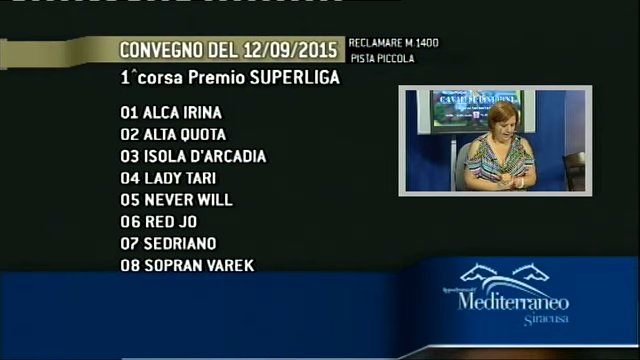 CONVEGNO DEL 12/09/2015
RECLAMARE M.1400
PISTA PICCOLA
1^corsa Premio SUPERLIGA
01 ALCA IRINA
02 ALTA QUOTA
03 ISOLA D'ARCADIA
04 LADY TARI
05 NEVER WILL
06 RED JO
07 SEDRIANO
08 SOPRAN VAREK
Mediterraneo
Siracusa